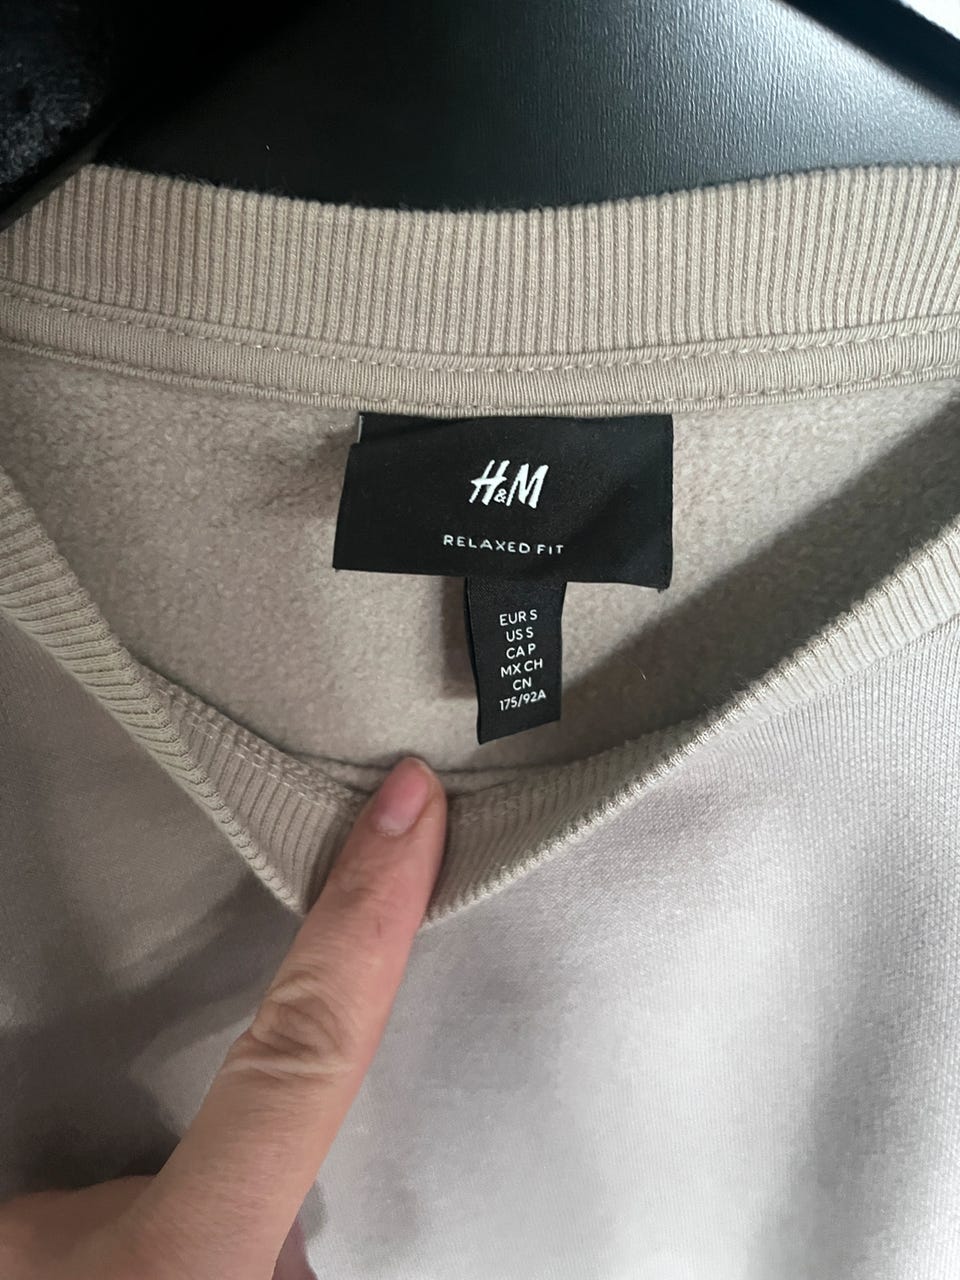 H&M
RELAXED FIT
EUR S
US S
CA P
MX CH
CN
175/92A